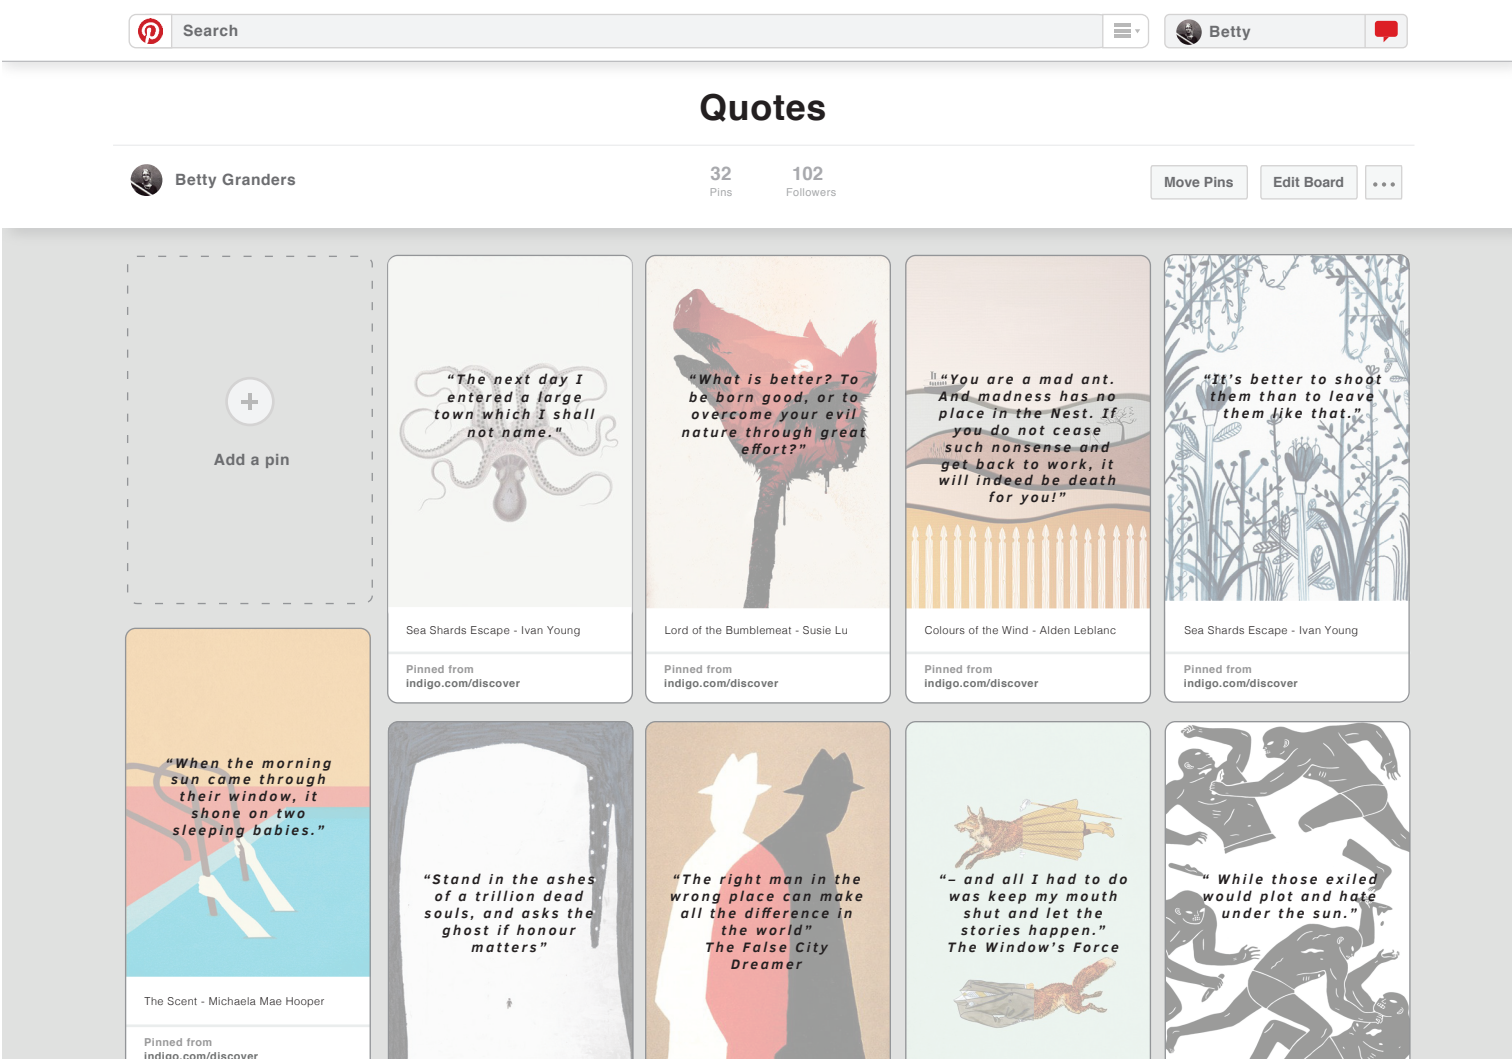 Search
Betty
Quotes
Betty Granders
32
Pins
102
Followers
Move Pins
Edit Board
Add a pin
“The next day I
entered a large
town which I shall
not name."
Sea Shards Escape - Ivan Young
Pinned from
indigo.com/discover
“What is better? To
be born good, or to
overcome your evil
nature through great
effort?”
Lord of the Bumblemeat - Susie Lu
Pinned from
indigo.com/discover
“You are a mad ant.
And madness has no
place in the Nest. If
you do not cease
such nonsense and
get back to work, it
will indeed be death
for you!”
Colours of the Wind - Alden Leblanc
Pinned from
indigo.com/discover
“It’s better to shoot
them than to leave
them like that.”
Sea Shards Escape - Ivan Young
Pinned from
indigo.com/discover
“When the morning
sun came through
their window, it
shone on two
sleeping babies.”
The Scent - Michaela Mae Hooper
Pinned from
indigo.com/discover
“Stand in the ashes
of a trillion dead
souls, and asks the
ghost if honour
matters”
“The right man in the
wrong place can make
all the difference in
the world”
The False City
Dreamer
“– and all I had to do
was keep my mouth
shut and let the
stories happen.”
The Window’s Force
“ While those exiled
would plot and hate
under the sun.”